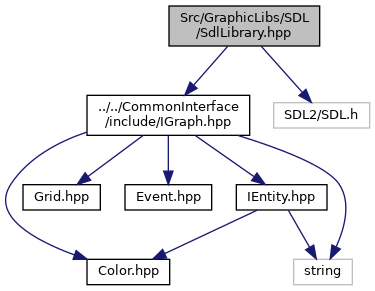 Src/GraphicLibs/SDL
/SdlLibrary.hpp
../../CommonInterface
/include/IGraph.hpp
SDL2/SDL.h
Grid.hpp
Event.hpp
IEntity.hpp
Color.hpp
string